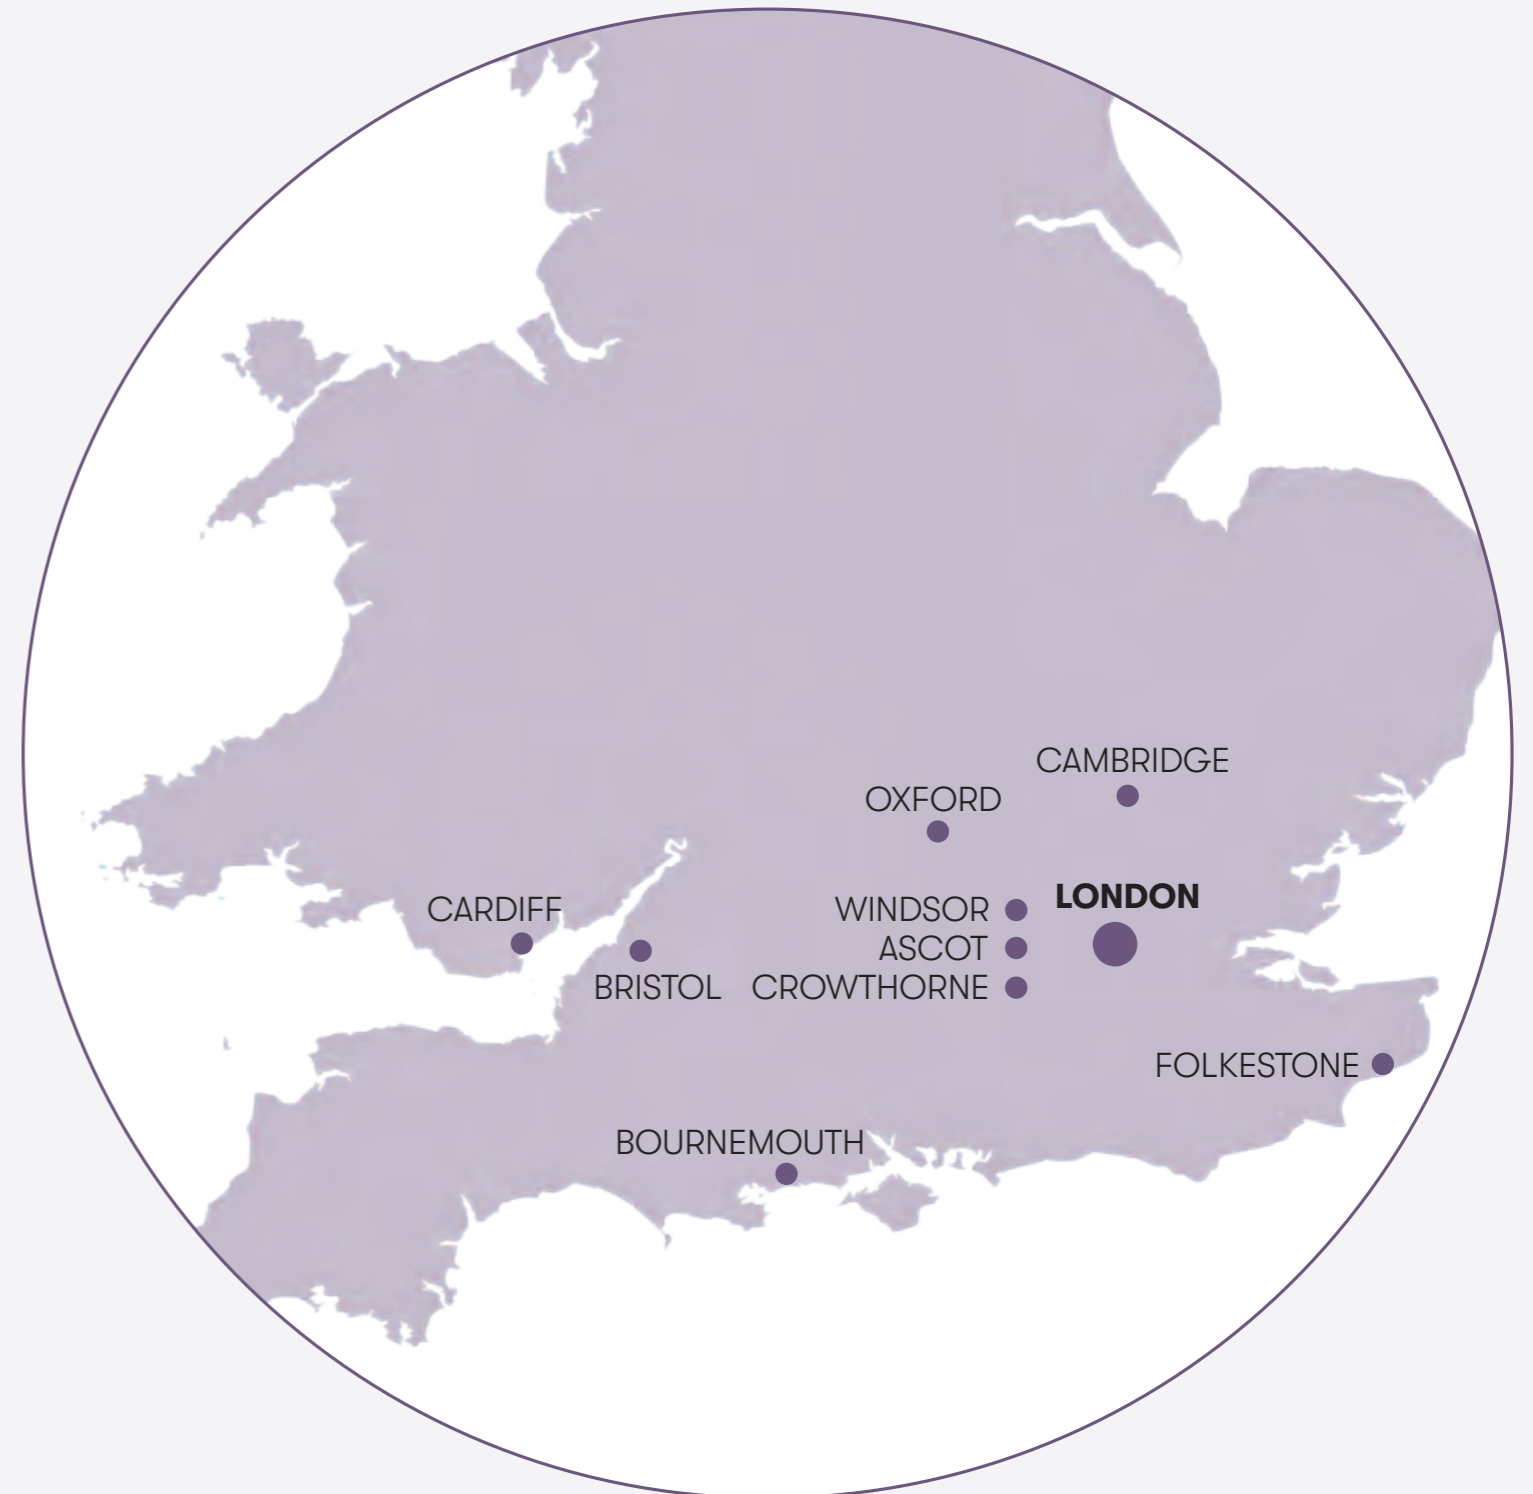 CAMBRIDGE
OXFORD
LONDON
WINDSOR
CARDIFF
ASCOT
BRISTOL
CROWTHORNE
FOLKESTONE
BOURNEMOUTH